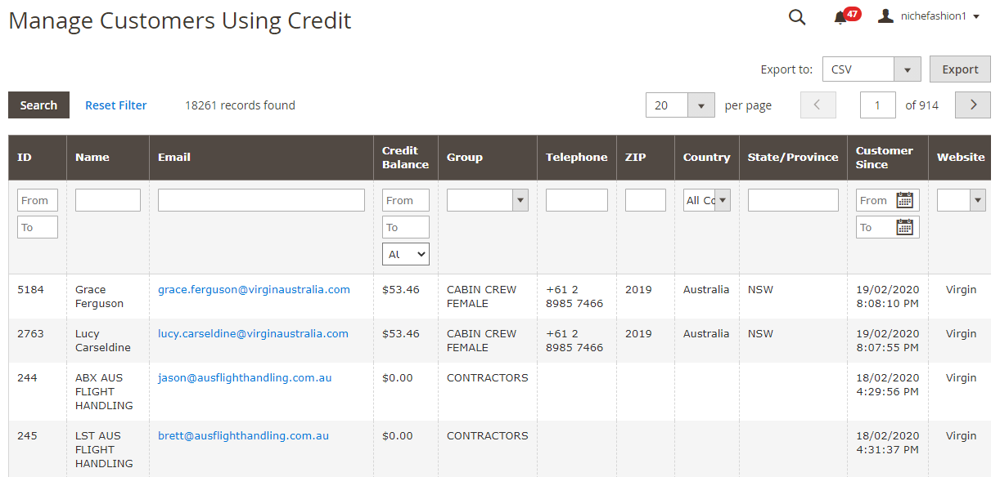 Manage Customers Using Credit
47
nichefashion1
Export to: CSV Export
Search Reset Filter 18261 records found 20 per page 1 of 914
ID Name Email Credit Balance Group Telephone ZIP Country State/Province Customer Since Website
From From All Co From
To To To
Al
5184 Grace Ferguson grace.ferguson@virginaustralia.com $53.46 CABIN CREW FEMALE +61 2 8985 7466 2019 Australia NSW 19/02/2020 8:08:10 PM Virgin
2763 Lucy Carseldine lucy.carseldine@virginaustralia.com $53.46 CABIN CREW FEMALE +61 2 8985 7466 2019 Australia NSW 19/02/2020 8:07:55 PM Virgin
244 ABX AUS FLIGHT HANDLING jason@ausflighthandling.com.au $0.00 CONTRACTORS 18/02/2020 4:29:56 PM Virgin
245 LST AUS FLIGHT HANDLING brett@ausflighthandling.com.au $0.00 CONTRACTORS 18/02/2020 4:31:37 PM Virgin